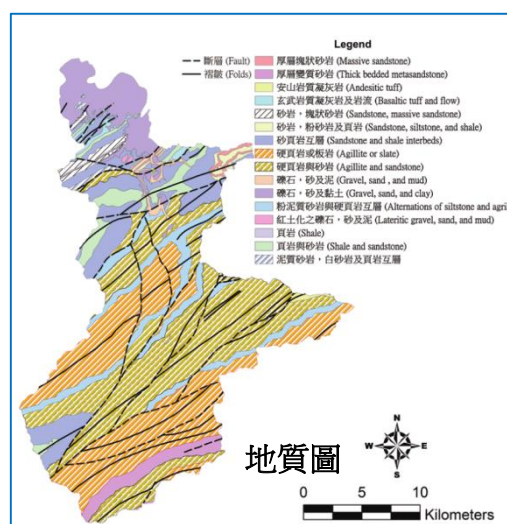 Legend
斷層 (Fault)
褶皺 (Folds)
厚層塊狀砂岩 (Massive sandstone)
厚層變質砂岩 (Thick bedded metasandstone)
安山岩質凝灰岩 (Andesitic tuff)
玄武岩質凝灰岩及岩流 (Basaltic tuff and flow)
砂岩，塊狀砂岩 (Sandstone, massive sandstone)
砂岩，粉砂岩及頁岩 (Sandstone, siltstone, and shale)
砂頁岩互層 (Sandstone and shale interbeds)
硬頁岩或板岩 (Agillite or slate)
硬頁岩與砂岩 (Agillite and sandstone)
礫石，砂及泥 (Gravel, sand, and mud)
礫石，砂及黏土 (Gravel, sand, and clay)
粉泥質砂岩與硬頁岩互層 (Alternations of siltstone and agril
紅土化之礫石，砂及泥 (Lateritic gravel, sand, and mud)
頁岩 (Shale)
頁岩與砂岩 (Shale and sandstone)
泥質砂岩，白砂岩及頁岩互層
地質圖
N
W E
S
0 5 10
Kilometers